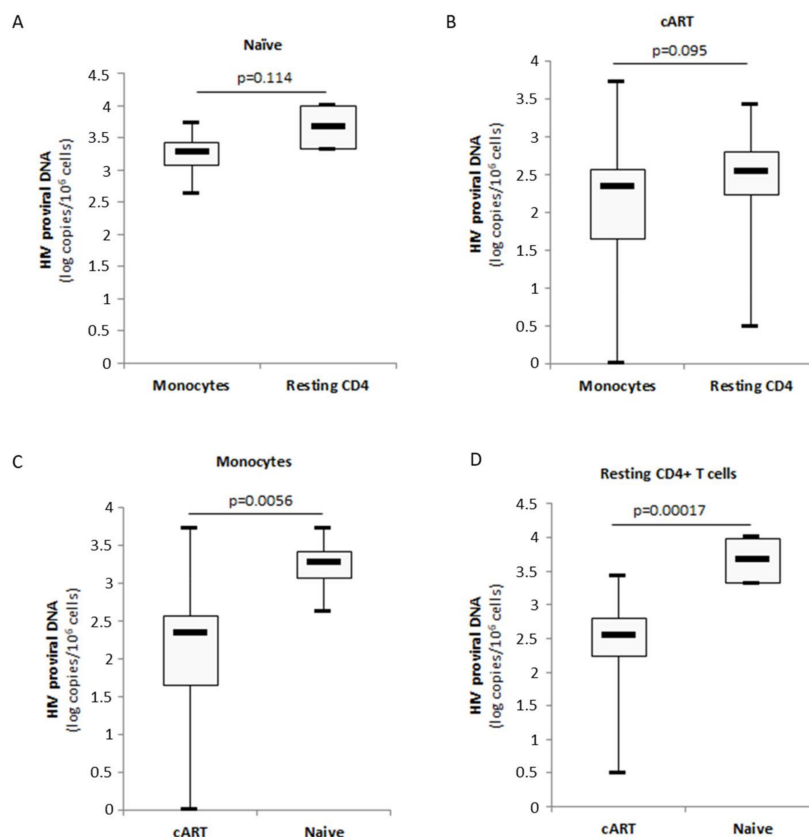 A
Naïve
p=0.114
4.5
4
3.5
3
2.5
2
1.5
1
0.5
0
HIV proviral DNA
(log copies/10⁶ cells)
Monocytes Resting CD4
B
cART
p=0.095
4
3.5
3
2.5
2
1.5
1
0.5
0
HIV proviral DNA
(log copies/10⁶ cells)
Monocytes Resting CD4
C
Monocytes
p=0.0056
4
3.5
3
2.5
2
1.5
1
0.5
0
HIV proviral DNA
(log copies/10⁶ cells)
cART Naive
D
Resting CD4+ T cells
p=0.00017
4.5
4
3.5
3
2.5
2
1.5
1
0.5
0
HIV proviral DNA
(log copies/10⁶ cells)
cART Naive